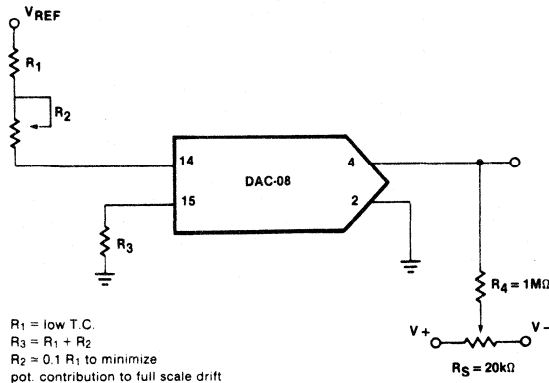 VREF
R1
R2
14
4
DAC-08
15
2
R3
R4 = 1MΩ
V+
V-
RS = 20kΩ
R1 = low T.C.
R3 = R1 + R2
R2 ≈ 0.1 R1 to minimize
pot. contribution to full scale drift